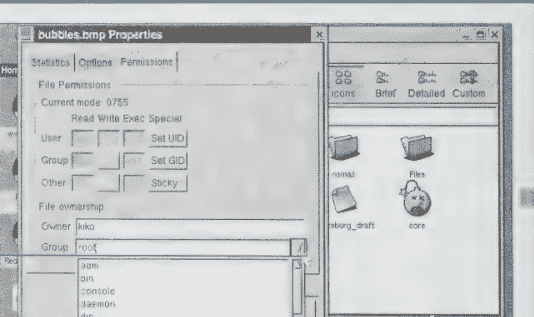 bubbles.bmp Properties
Statistics Options Permissions
File Permissions
Current mode: 0755
Read Write Exec Special
User Set UID
Group Set GID
Other Sticky
File ownership
Owner kiko
Group root
adm
bin
console
daemon
Icons Brief Detailed Custom
Files
core